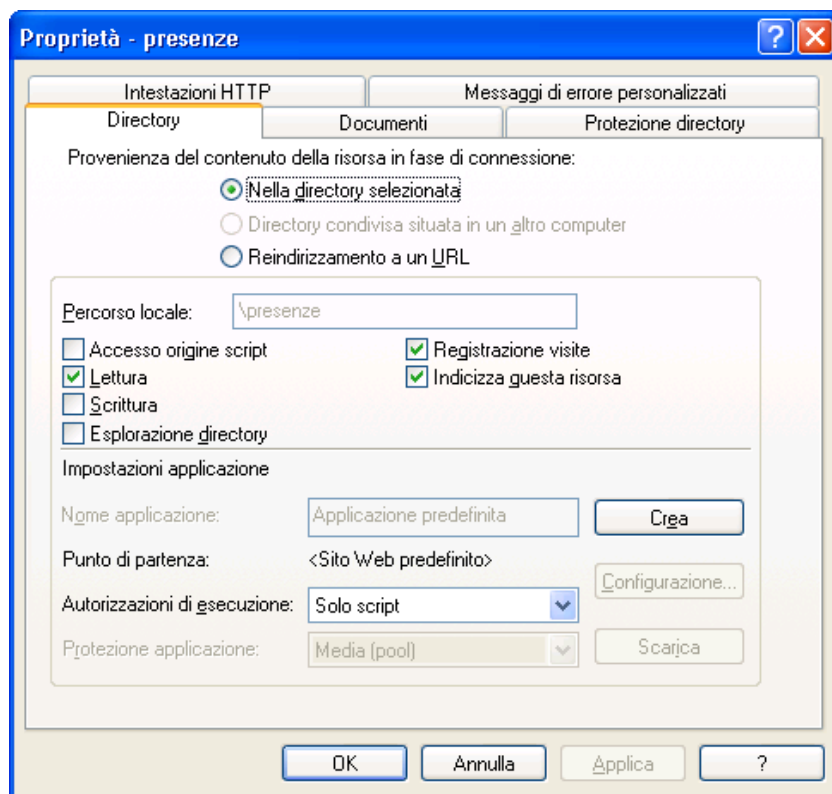 Proprietà - presenze
?
Intestazioni HTTP Messaggi di errore personalizzati
Directory Documenti Protezione directory
Provenienza del contenuto della risorsa in fase di connessione:
Nella directory selezionata
Directory condivisa situata in un altro computer
Reindirizzamento a un URL
Percorso locale: \presenze
Accesso origine script Registrazione visite
Lettura Indicizza questa risorsa
Scrittura
Esplorazione directory
Impostazioni applicazione
Nome applicazione: Applicazione predefinita Crea
Punto di partenza: <Sito Web predefinito>
Configurazione...
Autorizzazioni di esecuzione: Solo script
Protezione applicazione: Media (pool) Scarica
OK Annulla Applica ?